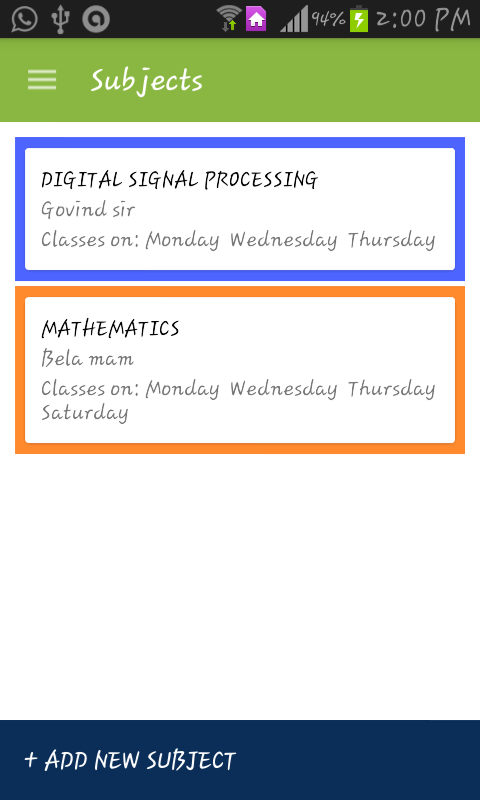 94% 2:00 PM
Subjects
DIGITAL SIGNAL PROCESSING
Govind sir
Classes on: Monday Wednesday Thursday
MATHEMATICS
Bela mam
Classes on: Monday Wednesday Thursday
Saturday
+ ADD NEW SUBJECT